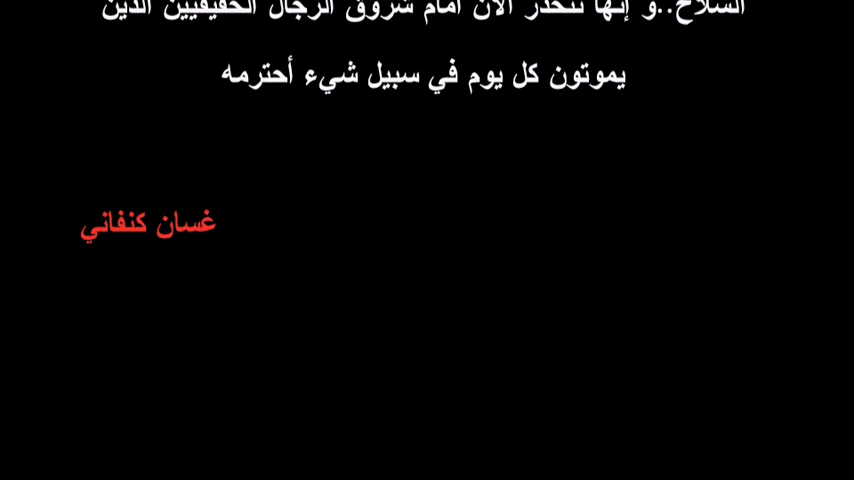 السلاح..و إنها تنحدر الآن أمام شروق الرجال الحقيقيين الذين
يموتون كل يوم في سبيل شيء أحترمه
غسان كنفاني